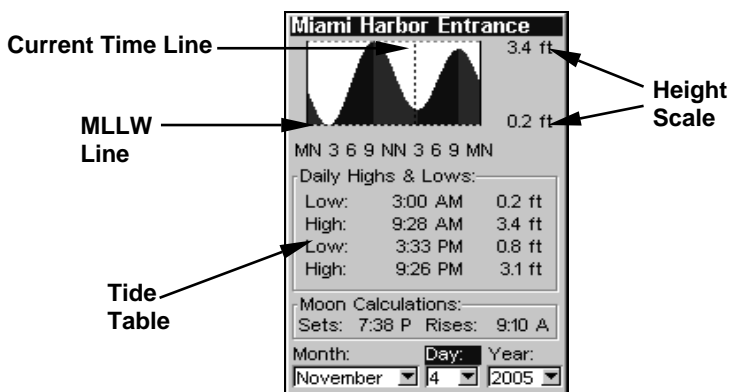 Miami Harbor Entrance
Current Time Line
3.4 ft
Height
Scale
MLLW
Line
0.2 ft
MN 3 6 9 NN 3 6 9 MN
Daily Highs & Lows:
Low: 3:00 AM 0.2 ft
High: 9:28 AM 3.4 ft
Low: 3:33 PM 0.8 ft
High: 9:26 PM 3.1 ft
Tide
Table
Moon Calculations:
Sets: 7:38 P Rises: 9:10 A
Month: Day: Year:
November 4 2005